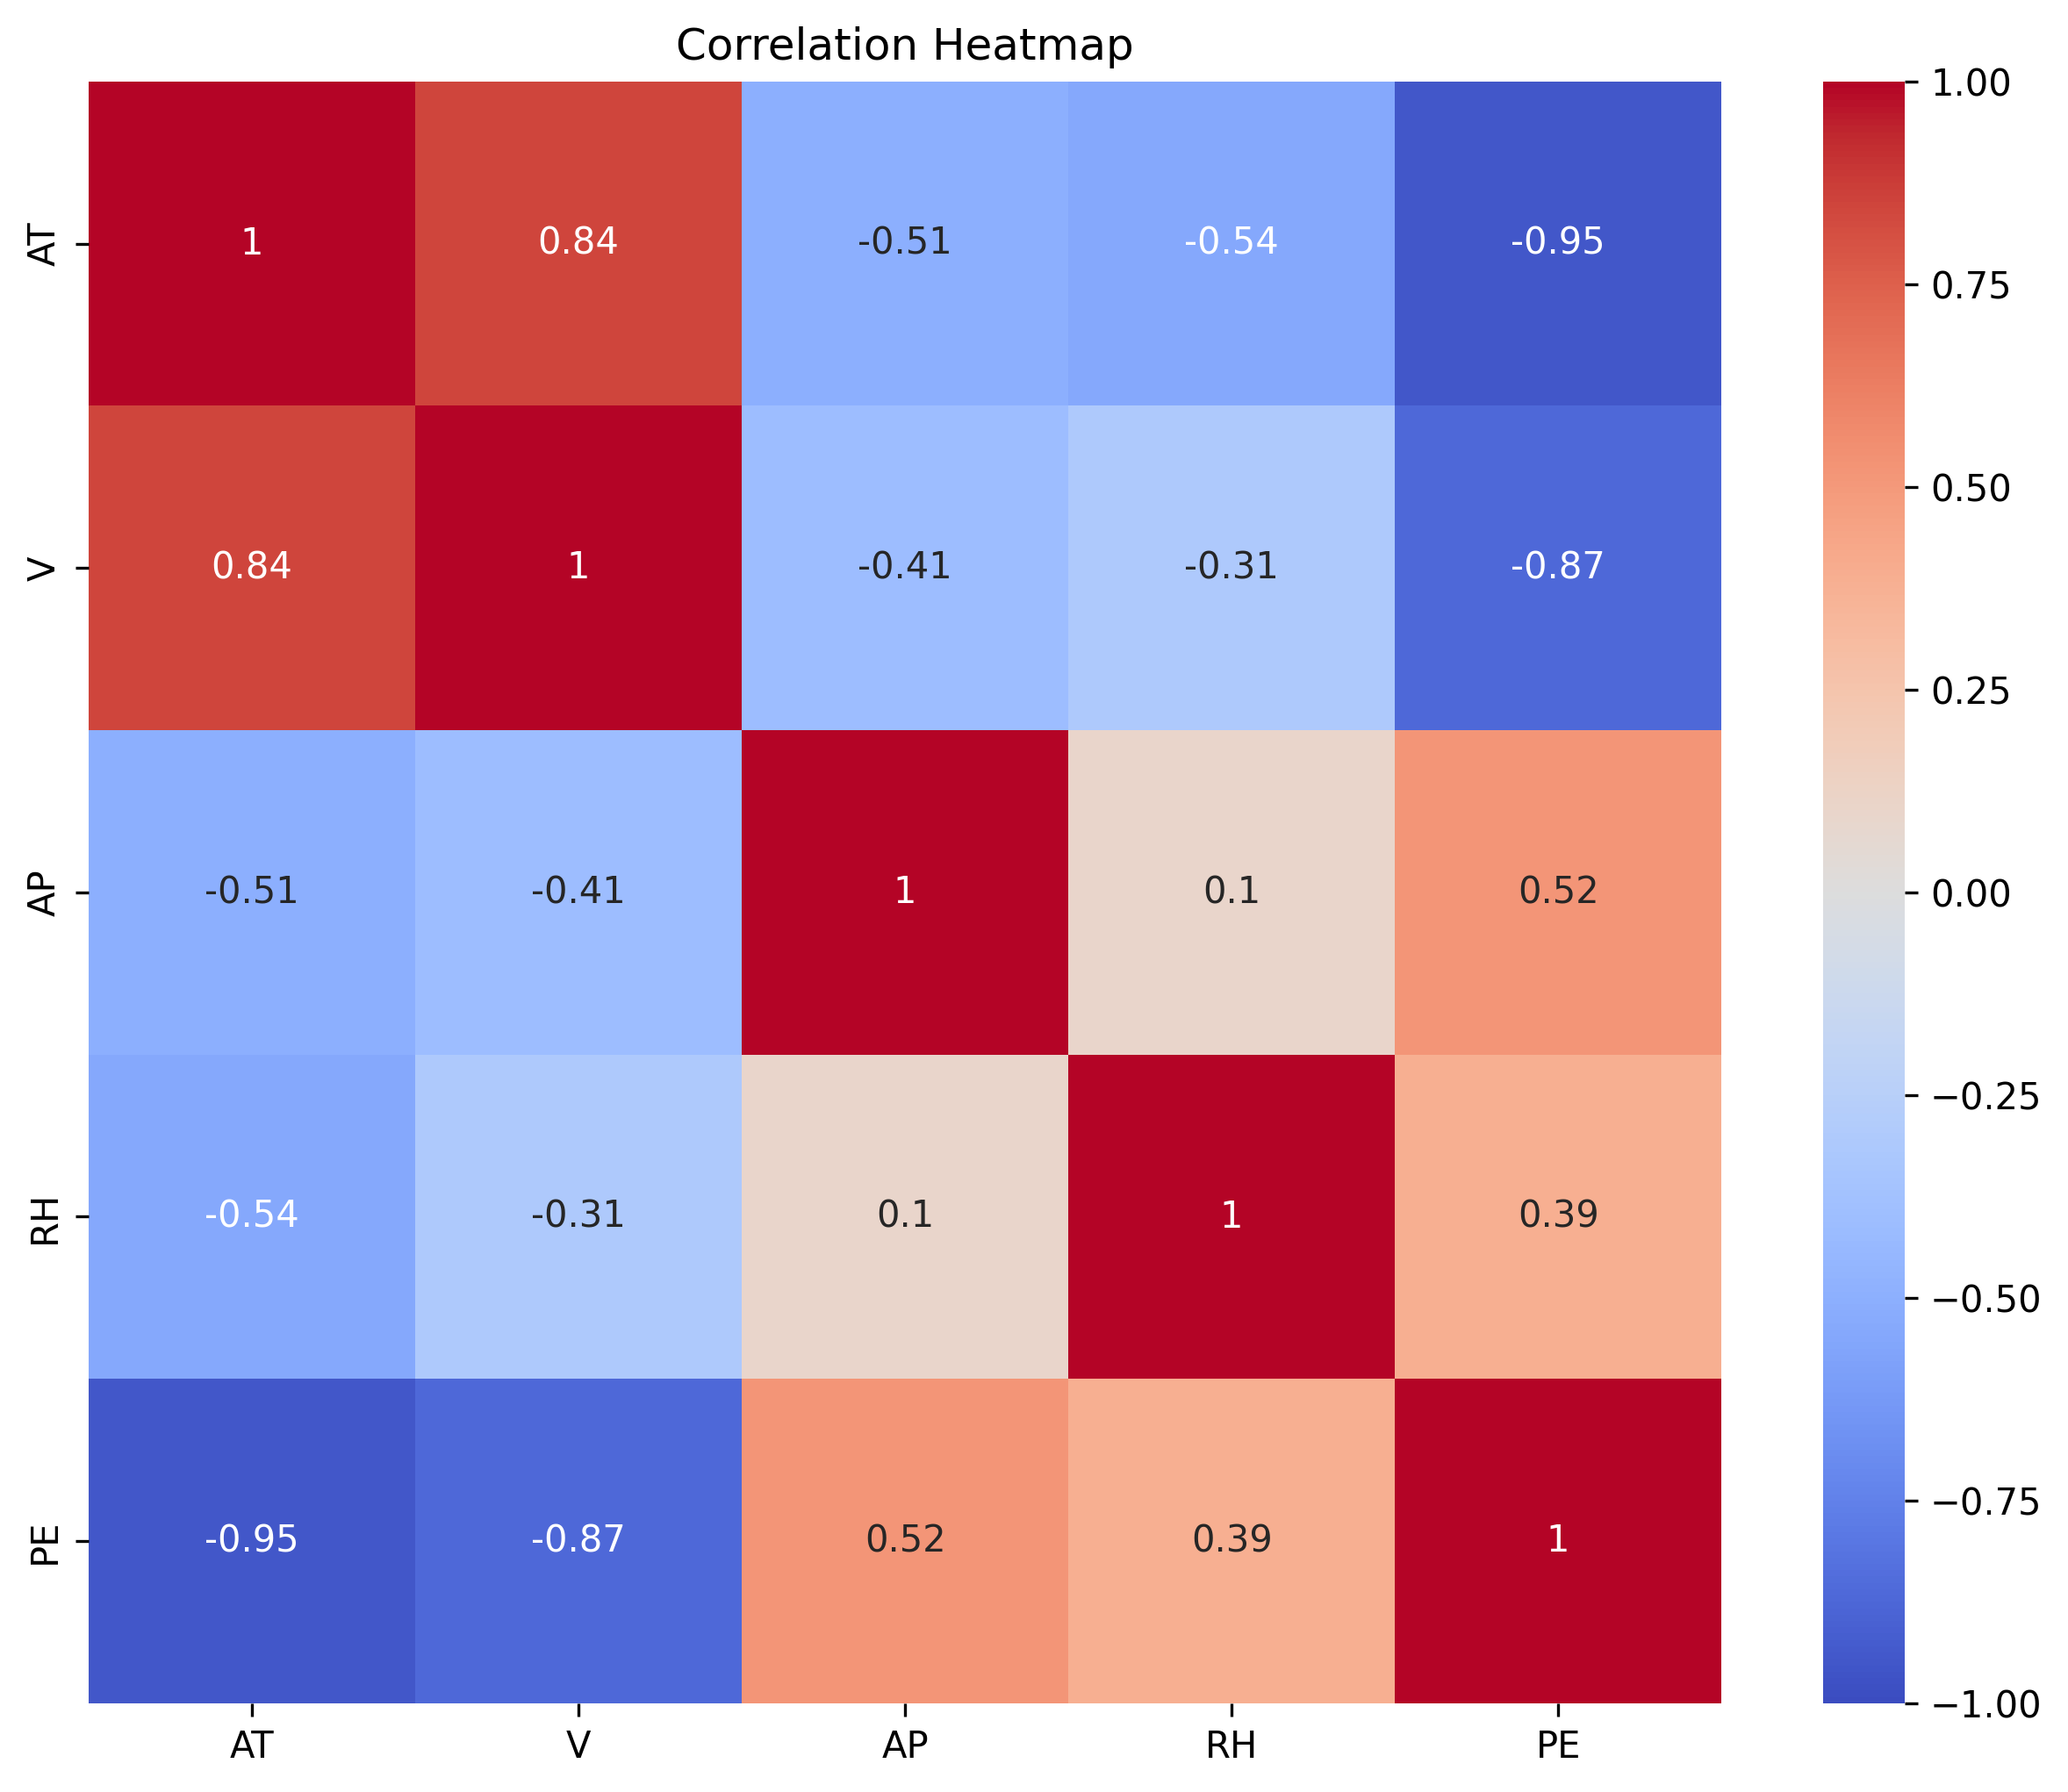 Correlation Heatmap
AT 1 0.84 -0.51 -0.54 -0.95
V 0.84 1 -0.41 -0.31 -0.87
AP -0.51 -0.41 1 0.1 0.52
RH -0.54 -0.31 0.1 1 0.39
PE -0.95 -0.87 0.52 0.39 1
AT V AP RH PE
1.00
0.75
0.50
0.25
0.00
−0.25
−0.50
−0.75
−1.00